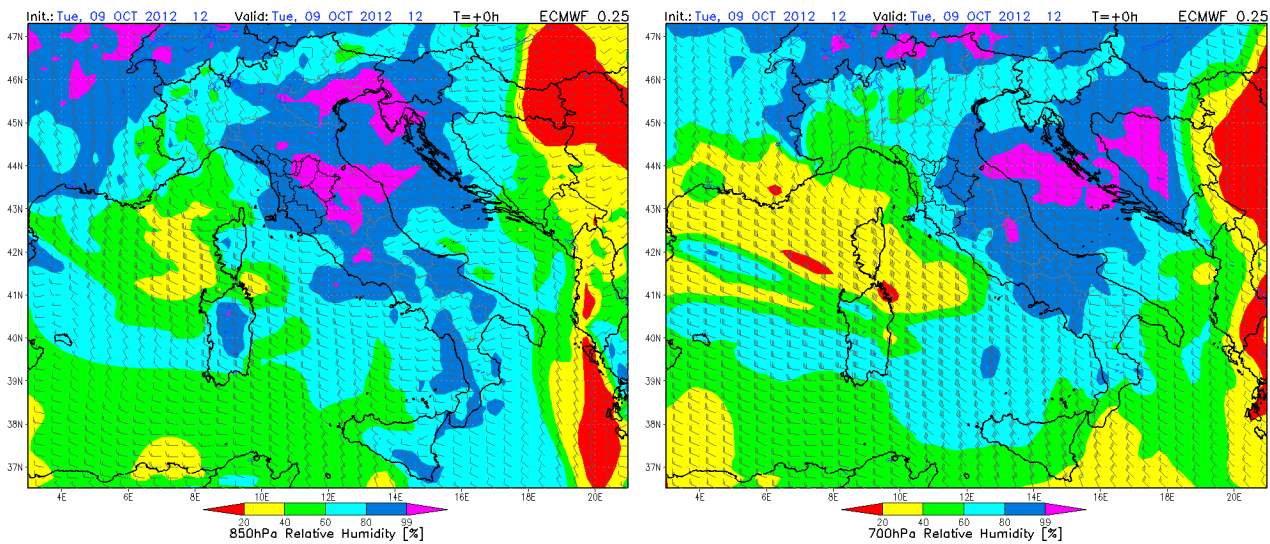 Init.: Tue, 09 OCT 2012 12 Valid: Tue, 09 OCT 2012 12 T=+0h ECMWF 0.25
47N
46N
45N
44N
43N
42N
41N
40N
39N
38N
37N
4E 6E 8E 10E 12E 14E 16E 18E 20E
20 40 60 80 99
850hPa Relative Humidity [%]
Init.: Tue, 09 OCT 2012 12 Valid: Tue, 09 OCT 2012 12 T=+0h ECMWF 0.25
47N
46N
45N
44N
43N
42N
41N
40N
39N
38N
37N
4E 6E 8E 10E 12E 14E 16E 18E 20E
20 40 60 80 99
700hPa Relative Humidity [%]